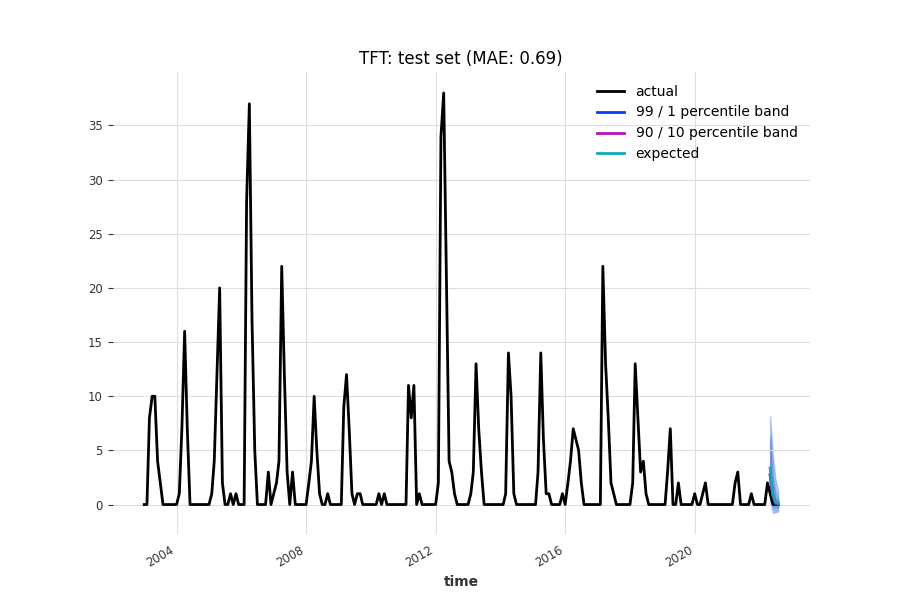 TFT: test set (MAE: 0.69)
actual
99 / 1 percentile band
90 / 10 percentile band
expected
35
30
25
20
15
10
5
0
2004
2008
2012
2016
2020
time